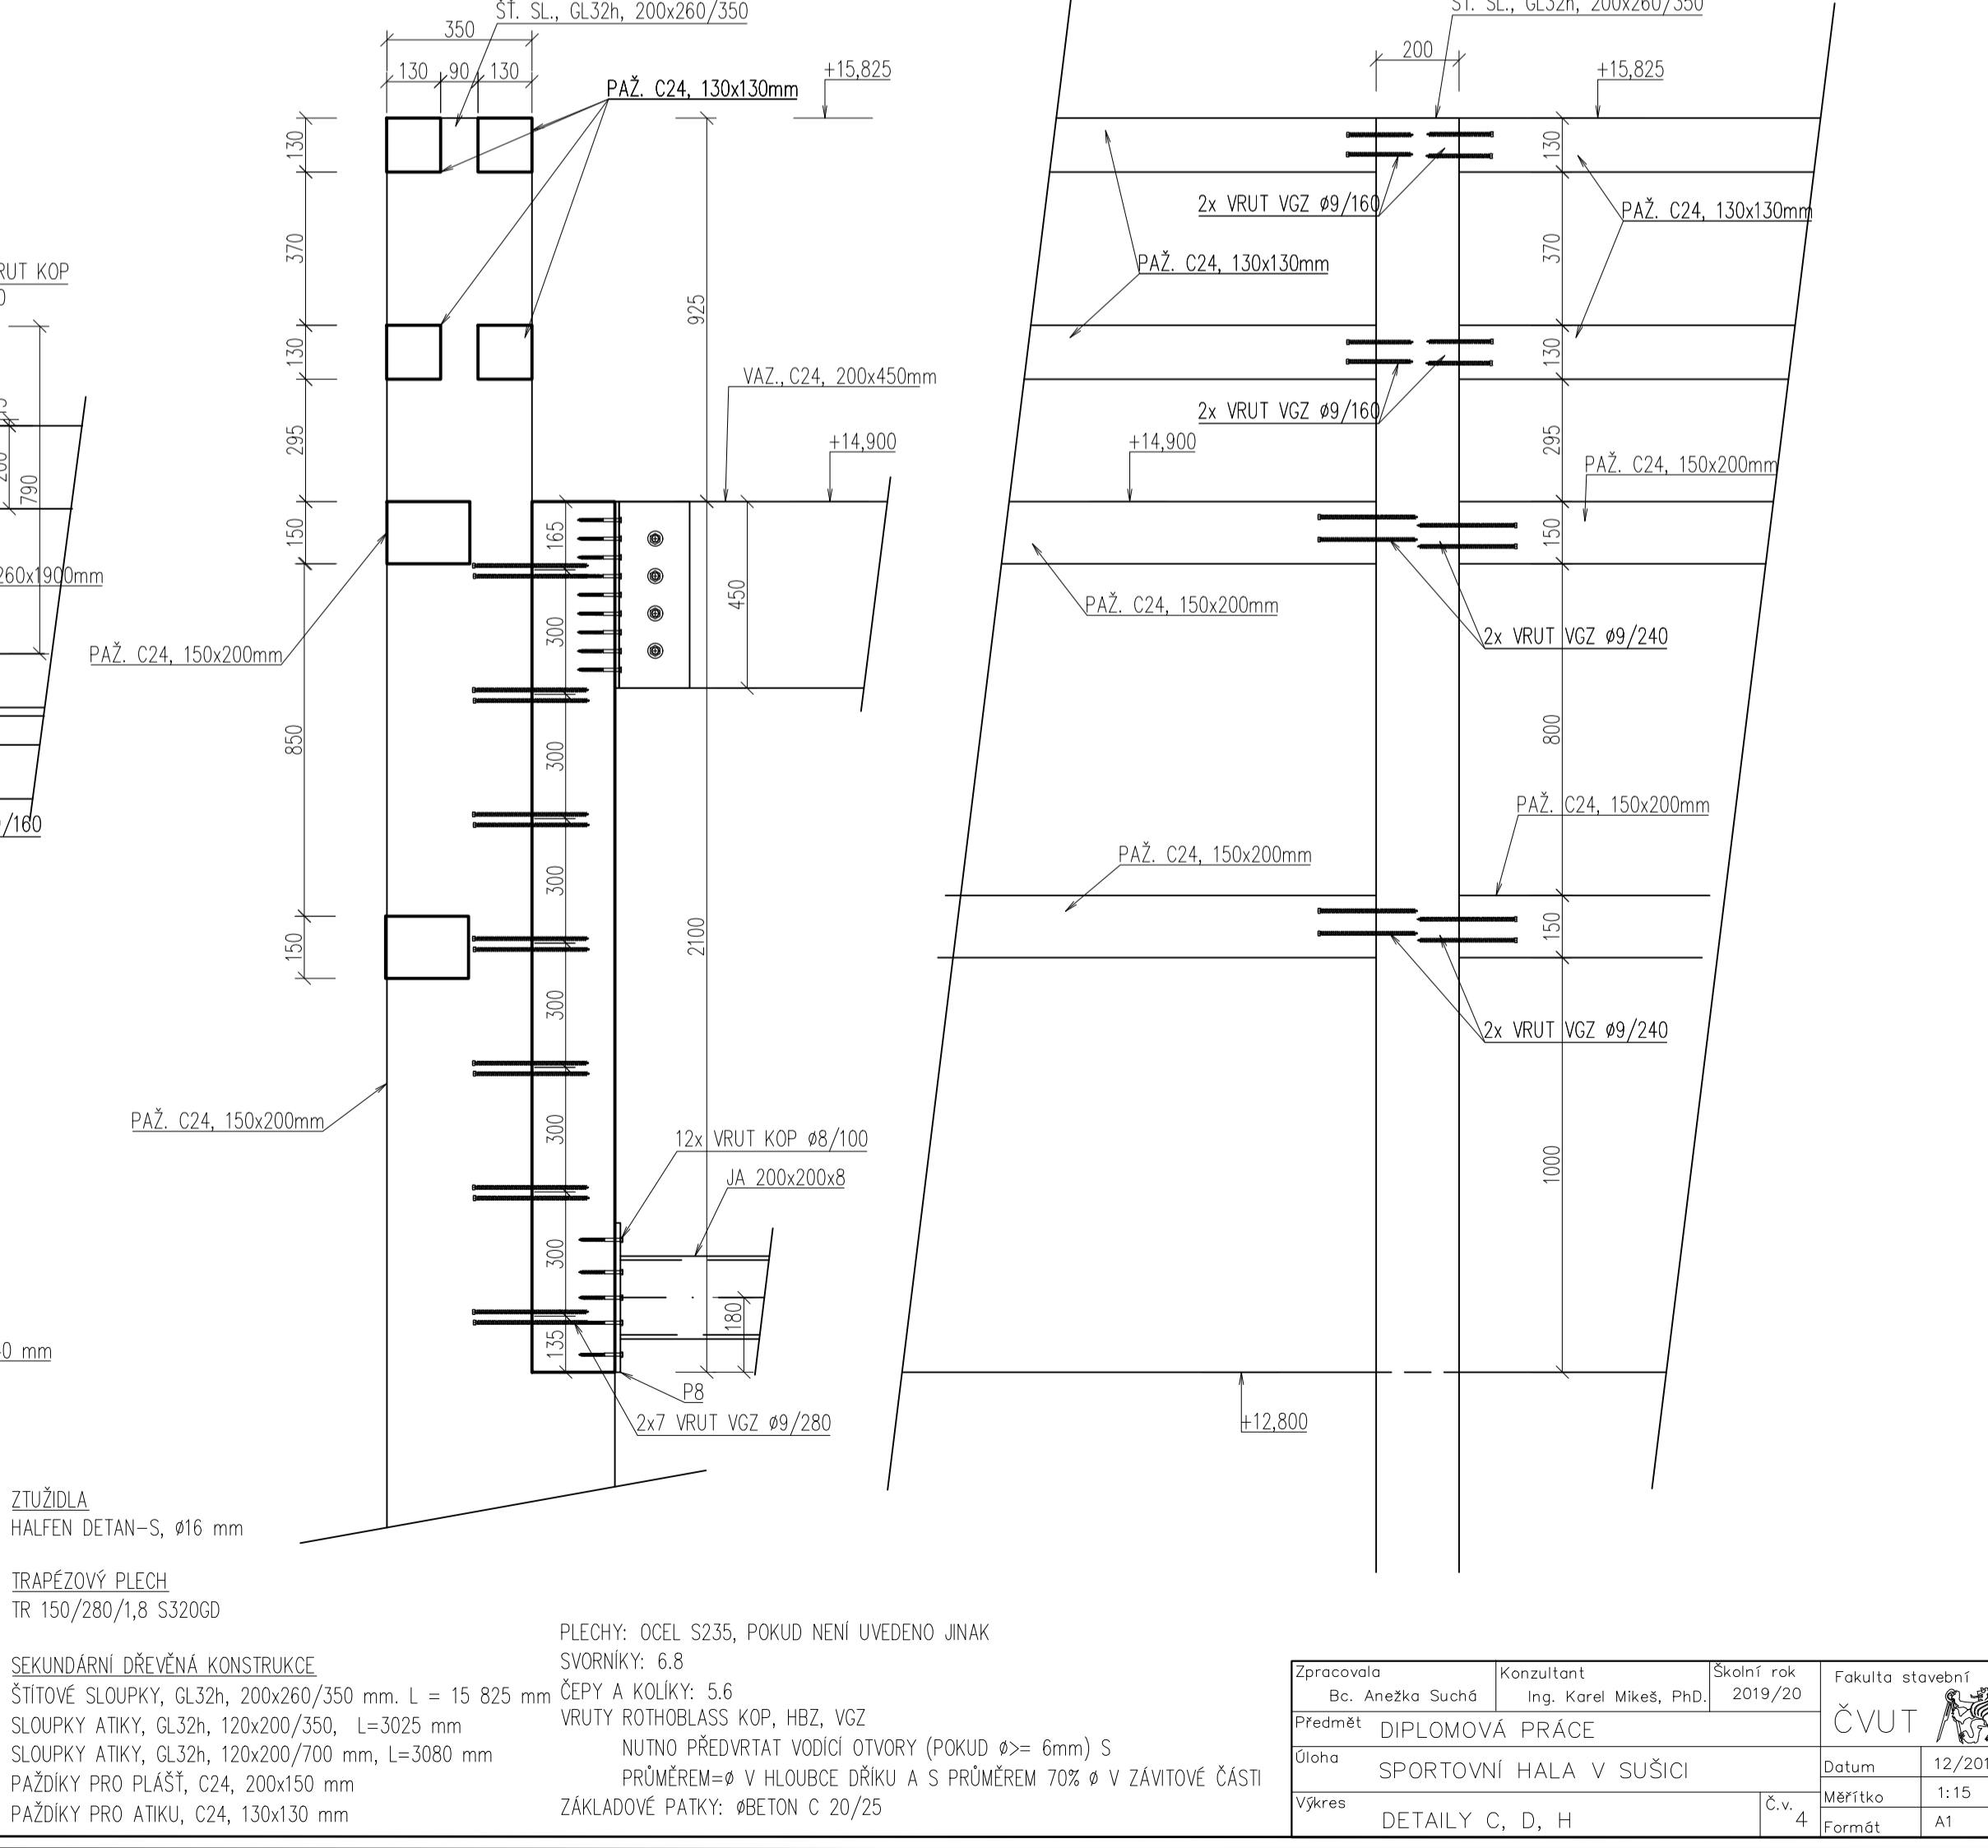 ŠT. SL., GL32h, 200x260/350
350
130 90 130
PAŽ. C24, 130x130mm
+15,825
130
370
130
295
150
850
150
925
VAZ., C24, 200x450mm
+14,900
165
300
300
300
300
300
300
135
450
2100
180
PAŽ. C24, 150x200mm
PAŽ. C24, 150x200mm
12x VRUT KOP ø8/100
JA 200x200x8
P8
2x7 VRUT VGZ ø9/280
RUT KOP
790
260x1900mm
/160
0 mm
ŠT. SL., GL32h, 200x260/350
200
+15,825
2x VRUT VGZ ø9/160
PAŽ. C24, 130x130mm
PAŽ. C24, 130x130mm
2x VRUT VGZ ø9/160
+14,900
PAŽ. C24, 150x200mm
PAŽ. C24, 150x200mm
2x VRUT VGZ ø9/240
PAŽ. C24, 150x200mm
PAŽ. C24, 150x200mm
2x VRUT VGZ ø9/240
130
370
130
295
150
800
150
1000
+12,800
ZTUŽIDLA
HALFEN DETAN-S, ø16 mm
TRAPÉZOVÝ PLECH
TR 150/280/1,8 S320GD
SEKUNDÁRNÍ DŘEVĚNÁ KONSTRUKCE
ŠTÍTOVÉ SLOUPKY, GL32h, 200x260/350 mm. L = 15 825 mm
SLOUPKY ATIKY, GL32h, 120x200/350, L=3025 mm
SLOUPKY ATIKY, GL32h, 120x200/700 mm, L=3080 mm
PAŽDÍKY PRO PLÁŠŤ, C24, 200x150 mm
PAŽDÍKY PRO ATIKU, C24, 130x130 mm
PLECHY: OCEL S235, POKUD NENÍ UVEDENO JINAK
SVORNÍKY: 6.8
ČEPY A KOLÍKY: 5.6
VRUTY ROTHOBLASS KOP, HBZ, VGZ
NUTNO PŘEDVRTAT VODÍCÍ OTVORY (POKUD ø>= 6mm) S
PRŮMĚREM=ø V HLOUBCE DŘÍKU A S PRŮMĚREM 70% ø V ZÁVITOVÉ ČÁSTI
ZÁKLADOVÉ PATKY: øBETON C 20/25
Zpracovala
Bc. Anežka Suchá
Konzultant
Ing. Karel Mikeš, PhD.
Školní rok
2019/20
Fakulta stavební
ČVUT
Předmět DIPLOMOVÁ PRÁCE
Úloha SPORTOVNÍ HALA V SUŠICI
Výkres DETAILY C, D, H
Č.v. 4
Datum 12/201
Měřítko 1:15
Formát A1